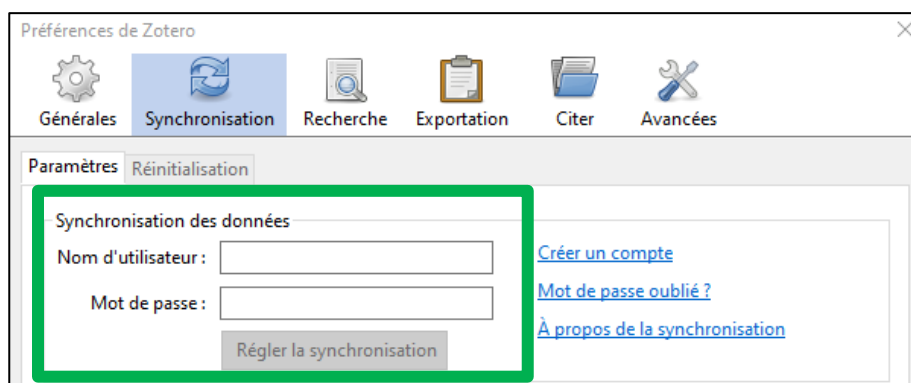 Préférences de Zotero
Générales Synchronisation Recherche Exportation Citer Avancées
Paramètres Réinitialisation
Synchronisation des données
Nom d'utilisateur : Créer un compte
Mot de passe : Mot de passe oublié ?
À propos de la synchronisation
Régler la synchronisation